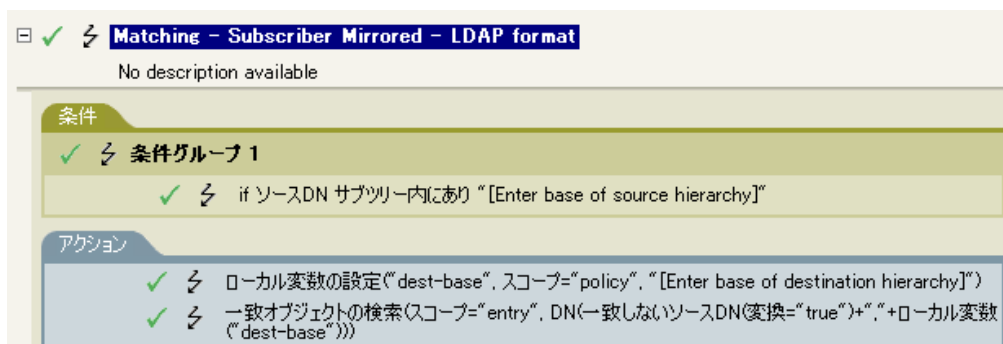 Matching - Subscriber Mirrored - LDAP format
No description available
条件
条件グループ 1
if ソースDN サブツリー内にあり "[Enter base of source hierarchy]"
アクション
ローカル変数の設定("dest-base", スコープ="policy", "[Enter base of destination hierarchy]")
一致オブジェクトの検索(スコープ="entry", DN(一致しないソースDN(変換="true")+","+ローカル変数
("dest-base")))